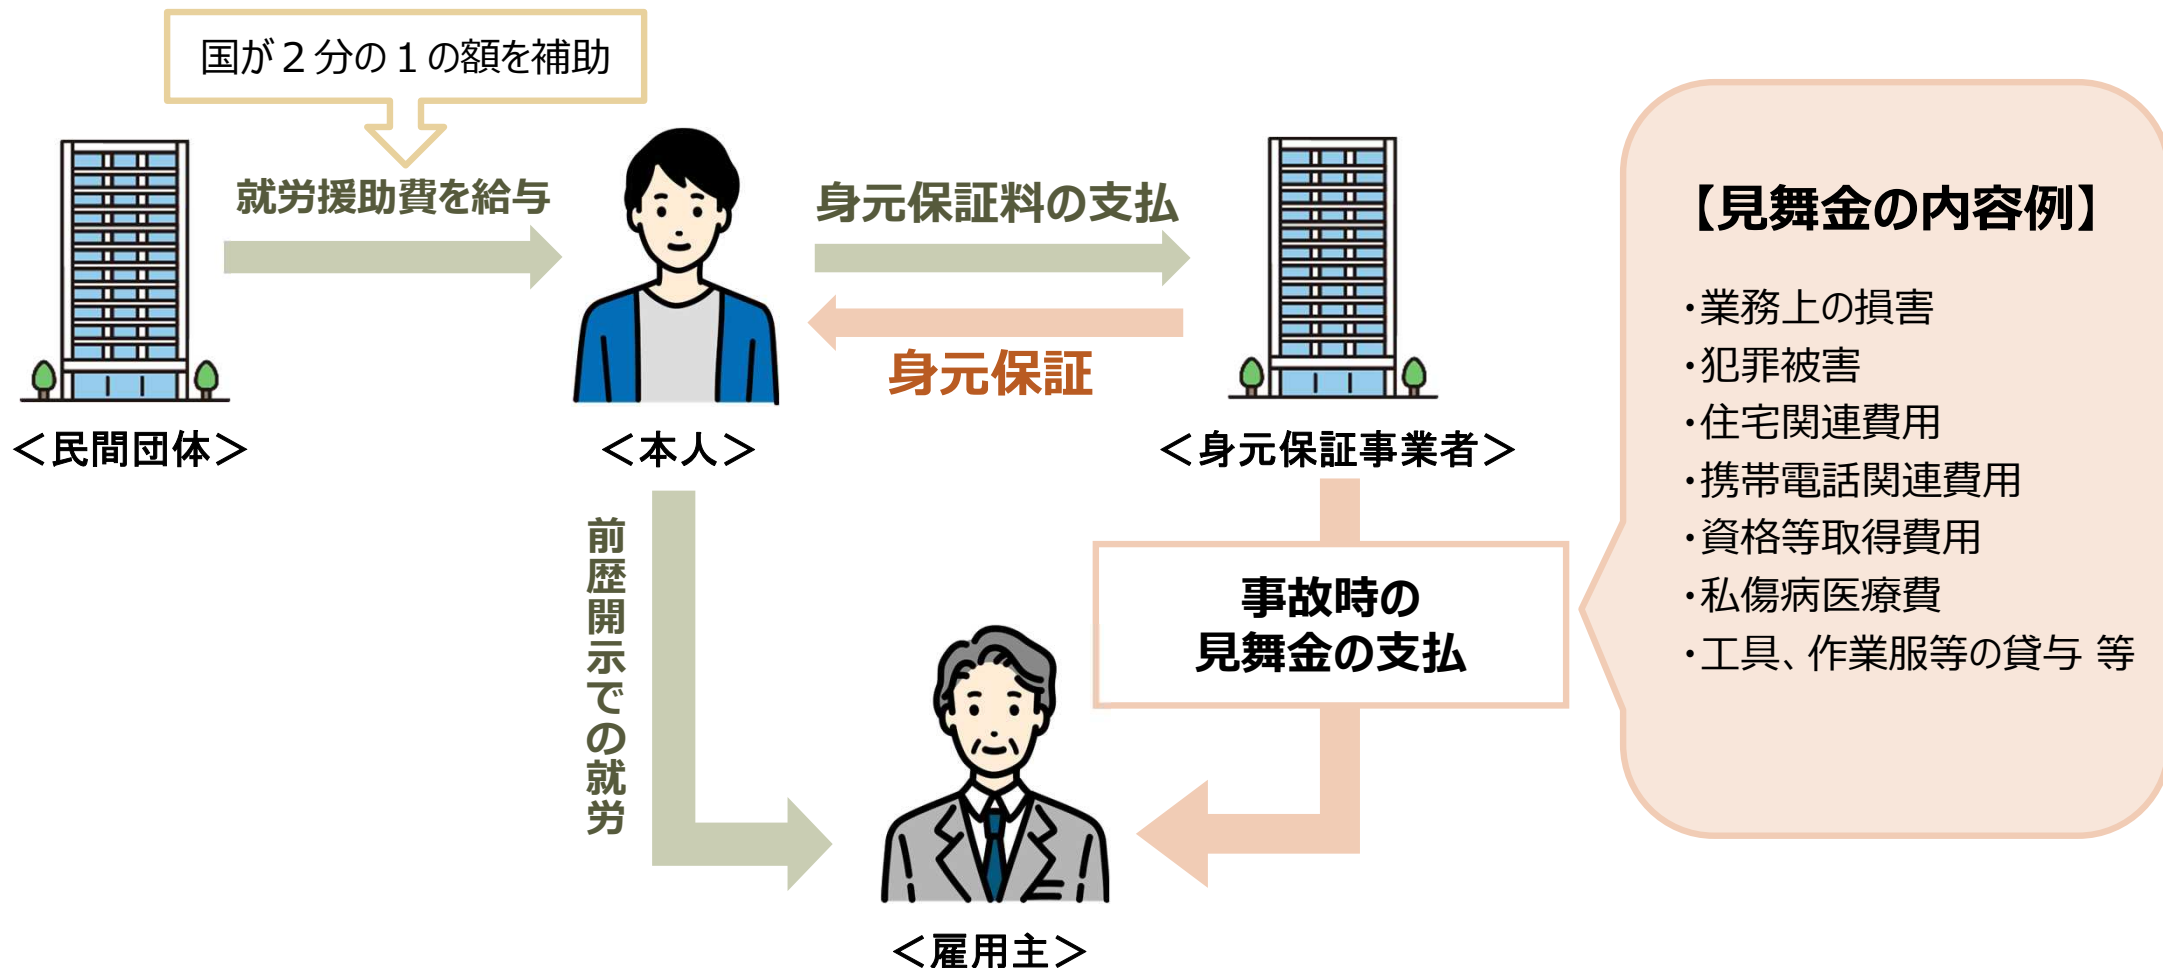 国が２分の１の額を補助
就労援助費を給与
身元保証料の支払
身元保証
＜民間団体＞
＜本人＞
＜身元保証事業者＞
前歴開示での就労
事故時の
見舞金の支払
＜雇用主＞
【見舞金の内容例】
・業務上の損害
・犯罪被害
・住宅関連費用
・携帯電話関連費用
・資格等取得費用
・私傷病医療費
・工具、作業服等の貸与 等